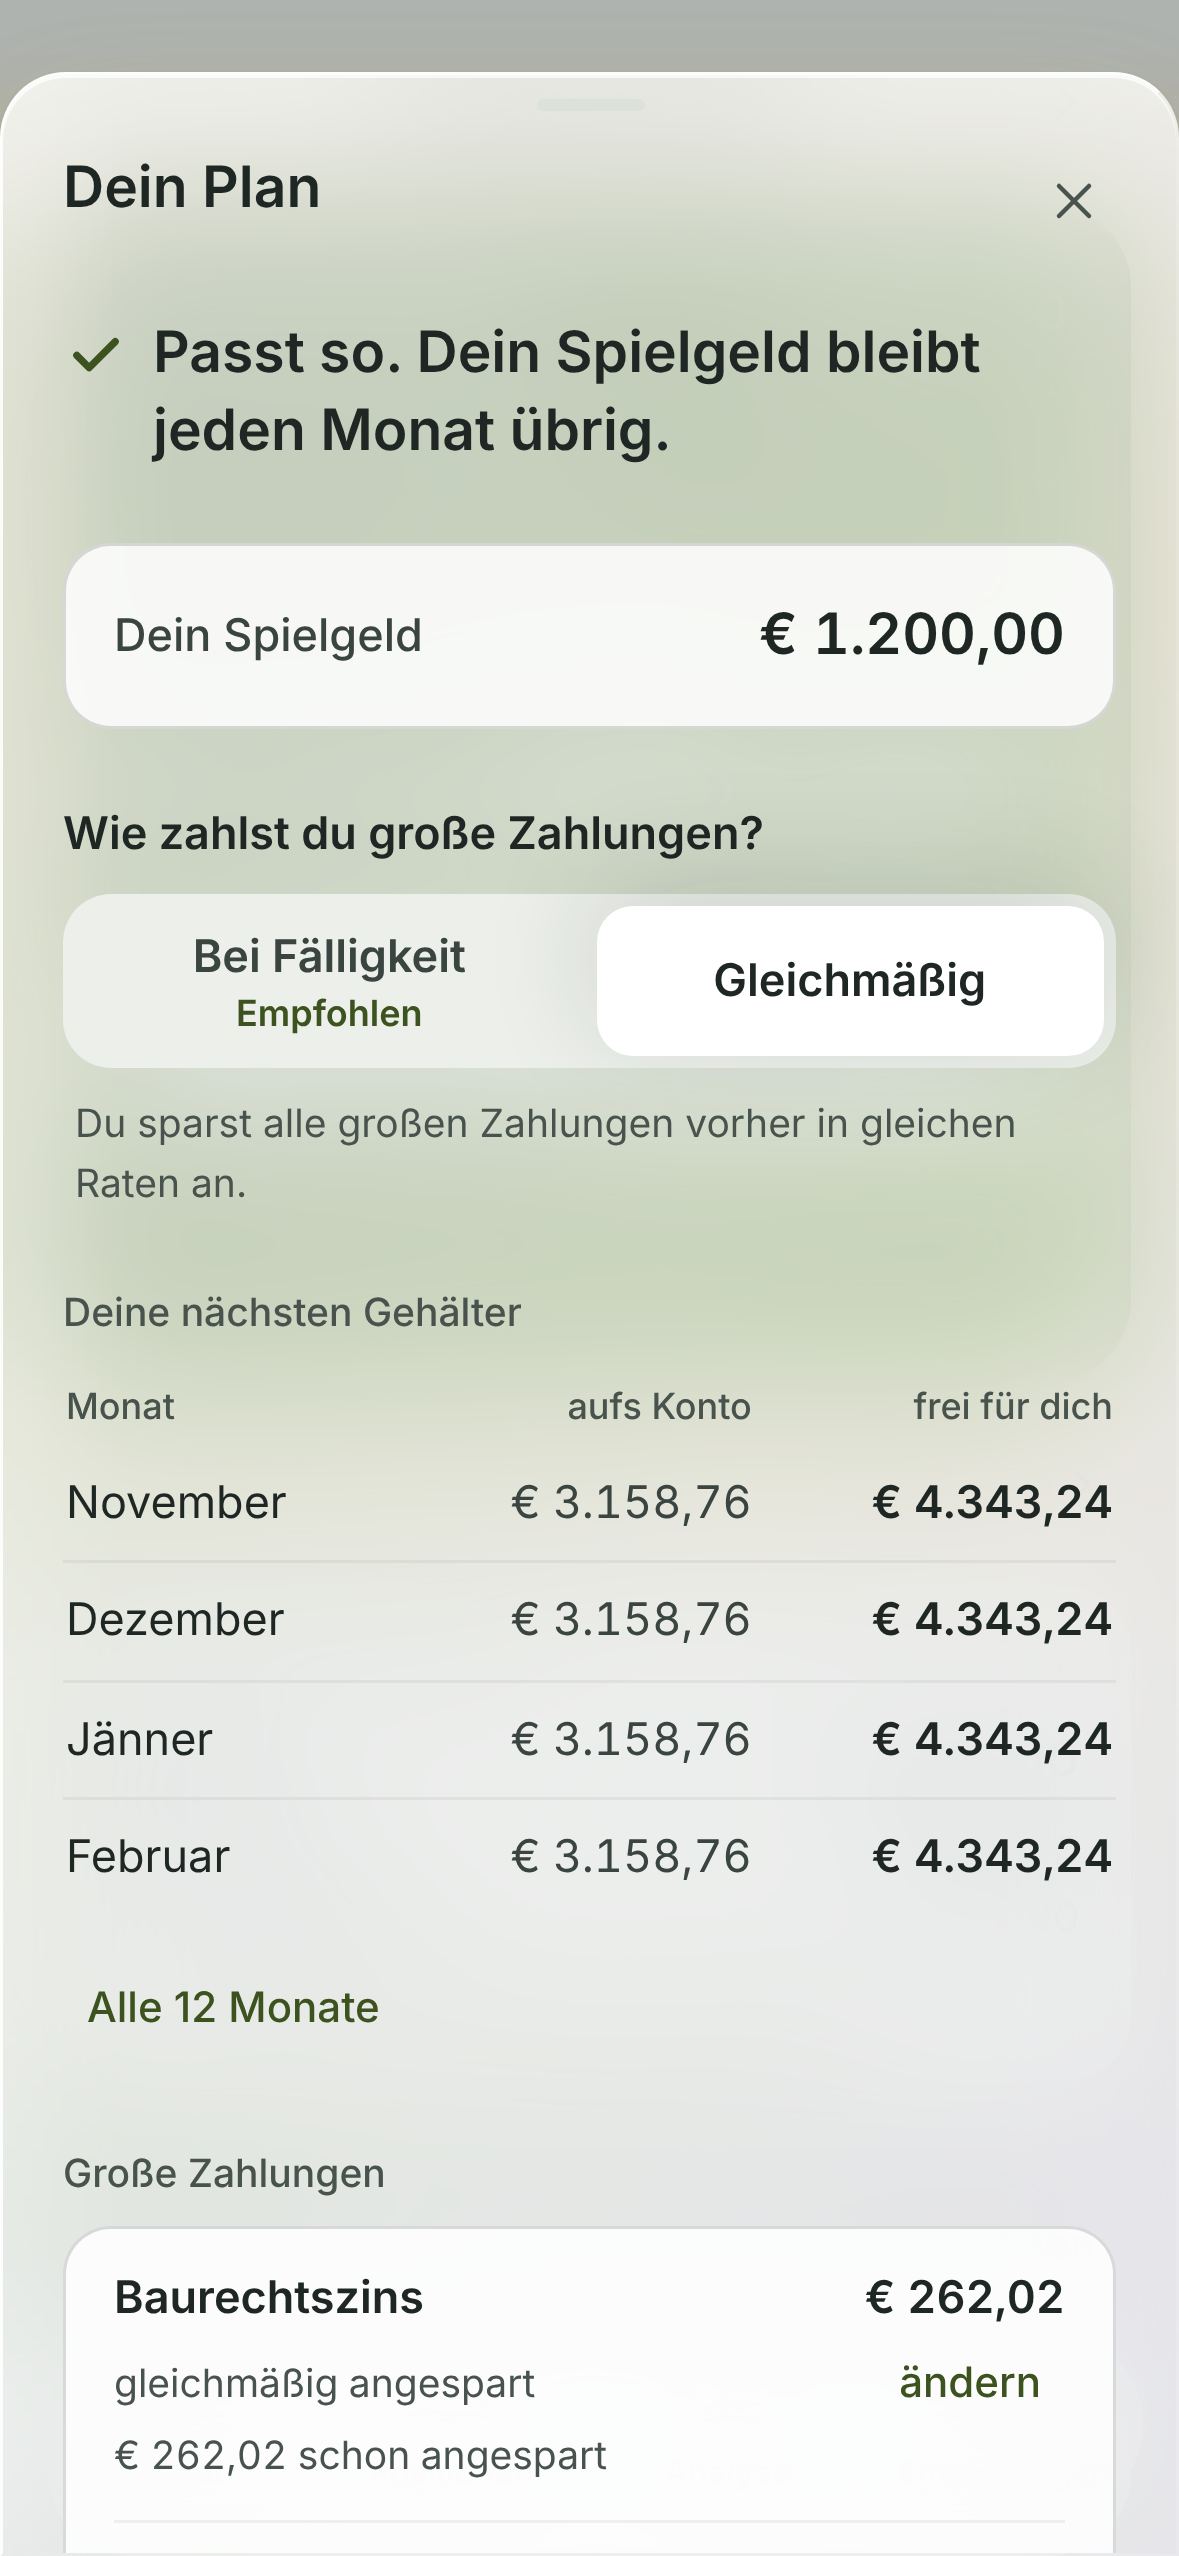 Dein Plan
Passt so. Dein Spielgeld bleibt
jeden Monat übrig.
Dein Spielgeld € 1.200,00
Wie zahlst du große Zahlungen?
Bei Fälligkeit
Empfohlen
Gleichmäßig
Du sparst alle großen Zahlungen vorher in gleichen
Raten an.
Deine nächsten Gehälter
Monat aufs Konto frei für dich
November € 3.158,76 € 4.343,24
Dezember € 3.158,76 € 4.343,24
Jänner € 3.158,76 € 4.343,24
Februar € 3.158,76 € 4.343,24
Alle 12 Monate
Große Zahlungen
Baurechtszins € 262,02
gleichmäßig angespart ändern
€ 262,02 schon angespart